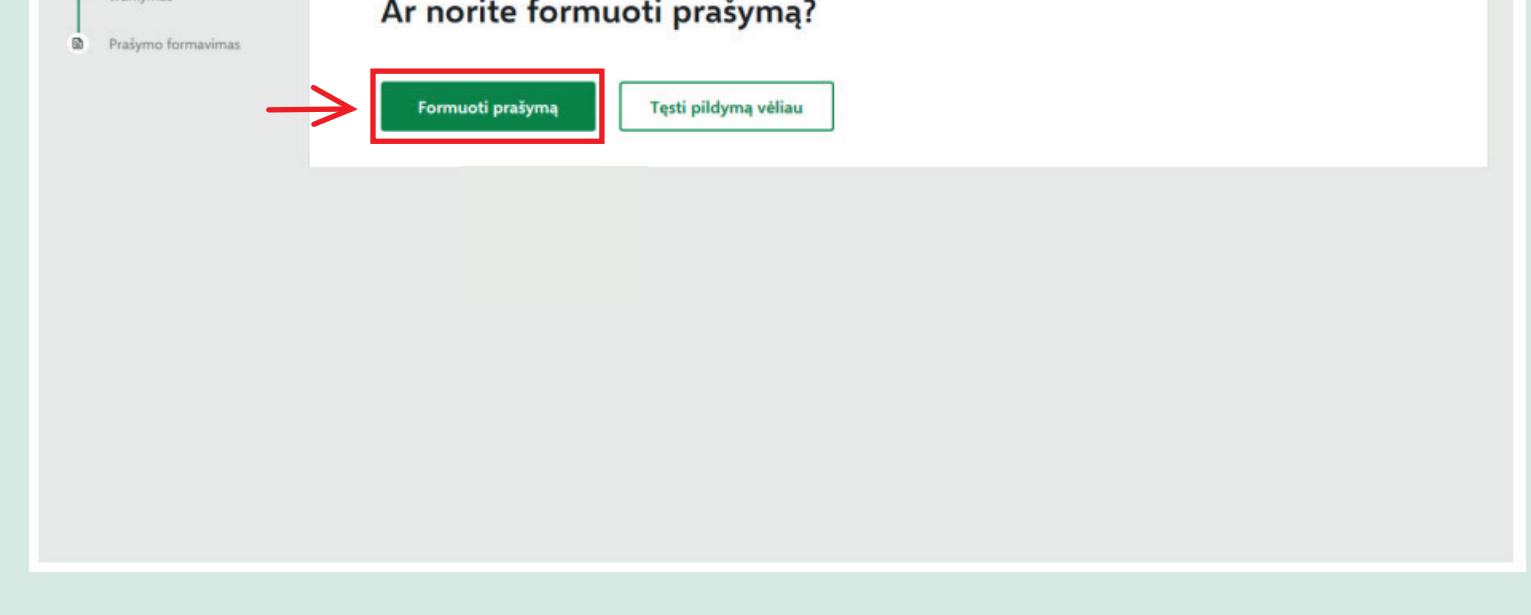 Ar norite formuoti prašymą?
Prašymo formavimas
Formuoti prašymą
Tęsti pildymą vėliau